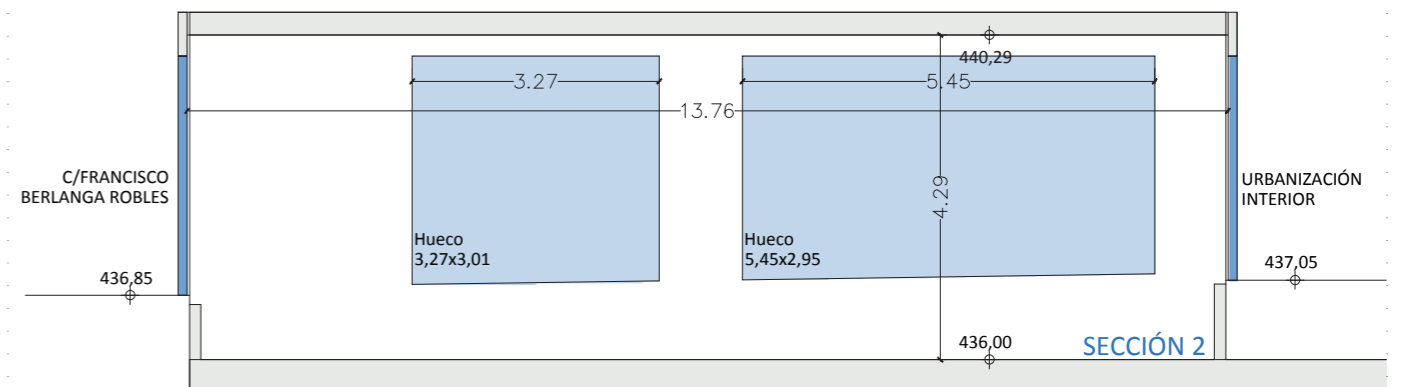 440,29
3.27
5.45
13.76
C/FRANCISCO
BERLANGA ROBLES
URBANIZACIÓN
INTERIOR
4.29
Hueco
3,27x3,01
Hueco
5,45x2,95
436,85
437,05
436,00
SECCIÓN 2